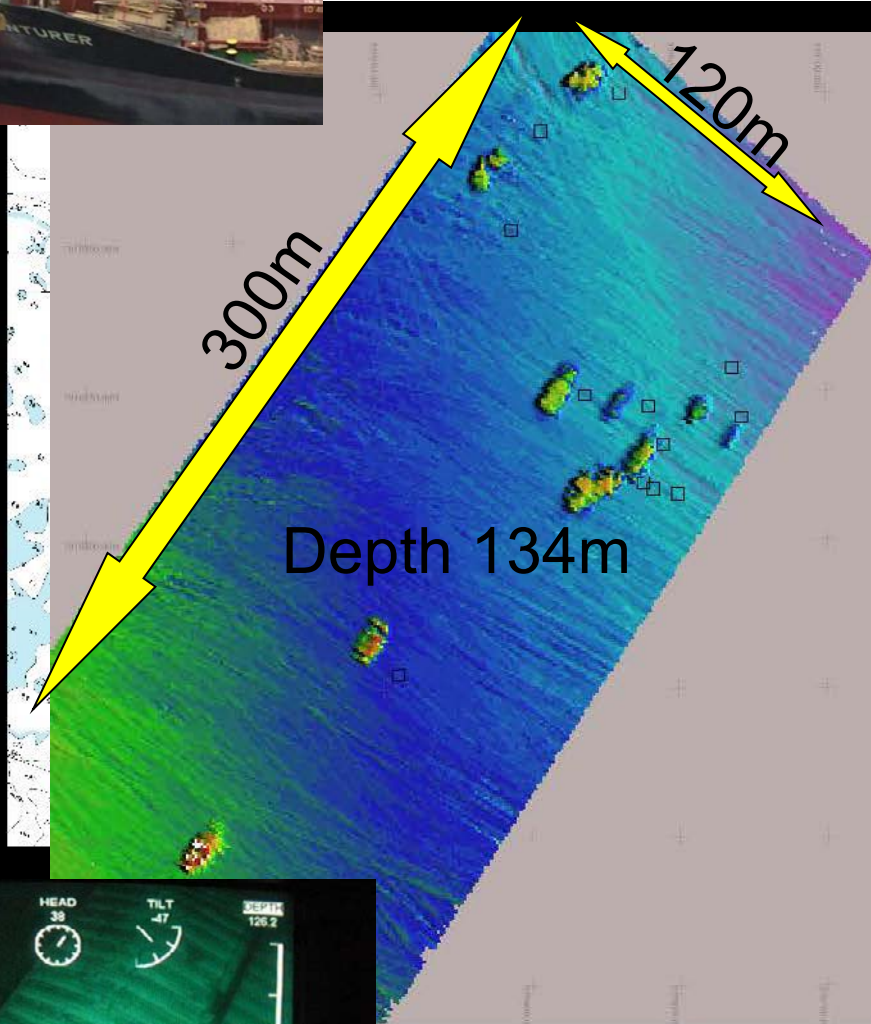 NTURER
120m
300m
Depth 134m
HEAD
38
TILT
-47
DEPTH
126.2